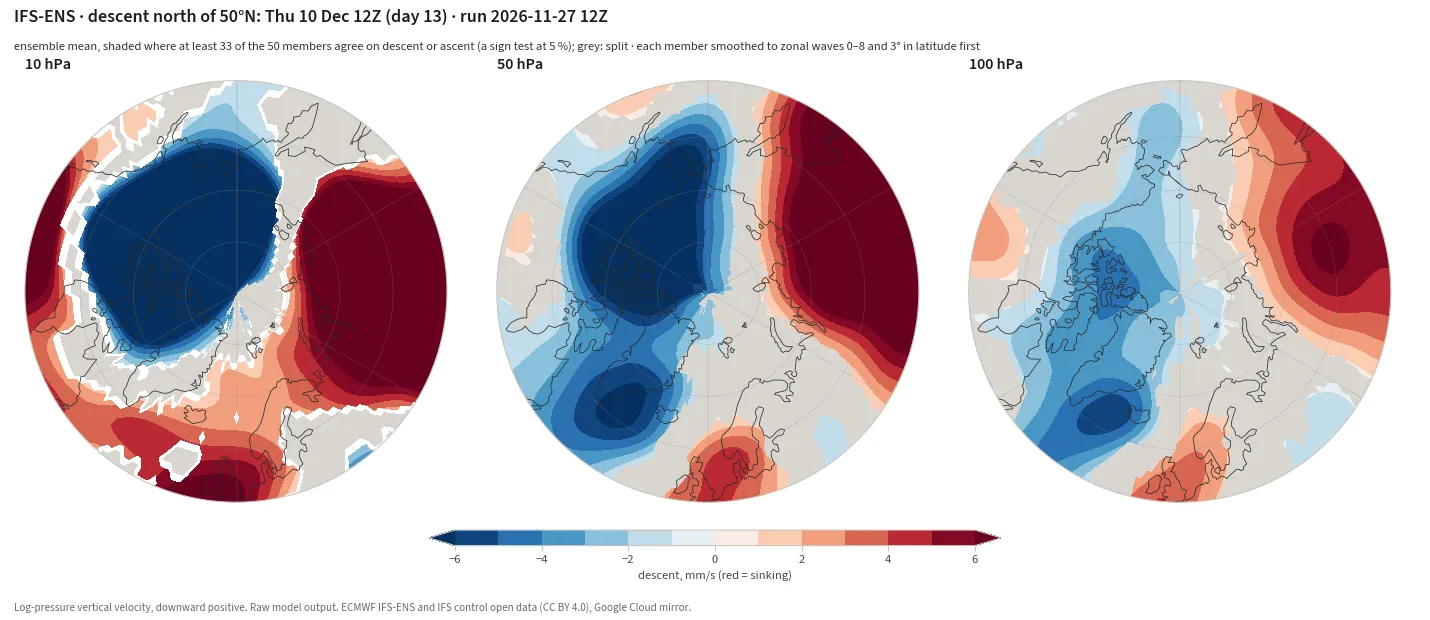 IFS-ENS · descent north of 50°N: Thu 10 Dec 12Z (day 13) · run 2026-11-27 12Z
ensemble mean, shaded where at least 33 of the 50 members agree on descent or ascent (a sign test at 5 %); grey: split · each member smoothed to zonal waves 0–8 and 3° in latitude first
10 hPa
50 hPa
100 hPa
−6 −4 −2 0 2 4 6
descent, mm/s (red = sinking)
Log-pressure vertical velocity, downward positive. Raw model output. ECMWF IFS-ENS and IFS control open data (CC BY 4.0), Google Cloud mirror.